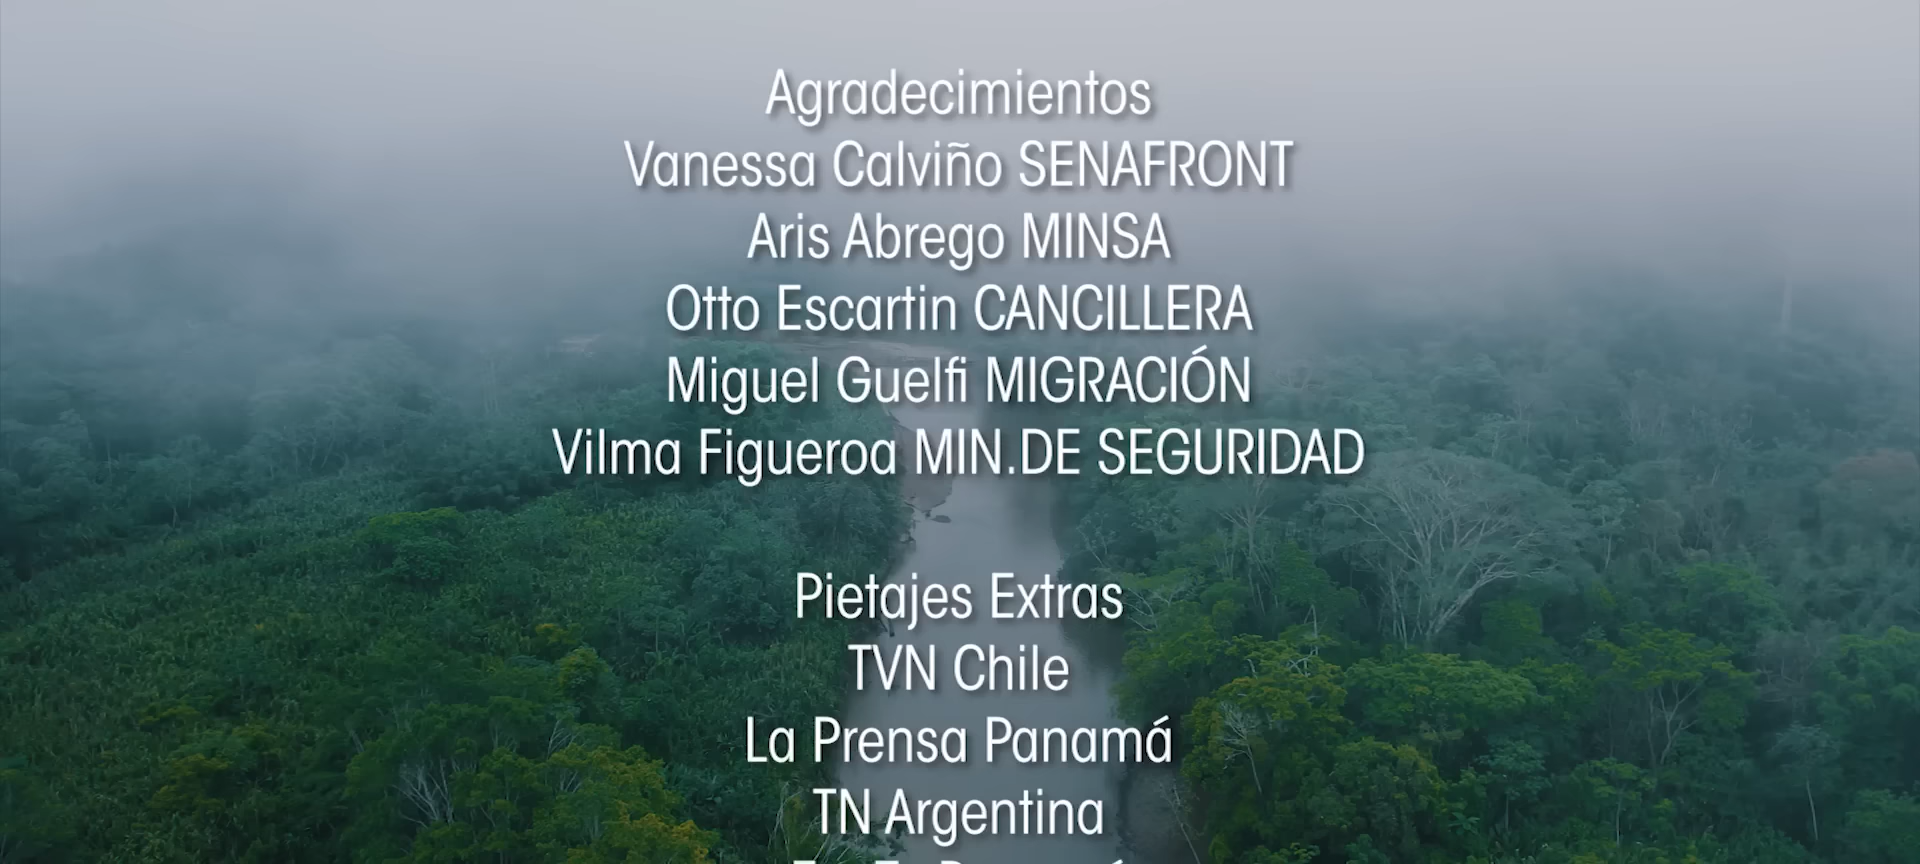 Agradecimientos
Vanessa Calviño SENAFRONT
Aris Abrego MINSA
Otto Escartin CANCILLERA
Miguel Guelfi MIGRACIÓN
Vilma Figueroa MIN.DE SEGURIDAD
Pietajes Extras
TVN Chile
La Prensa Panamá
TN Argentina